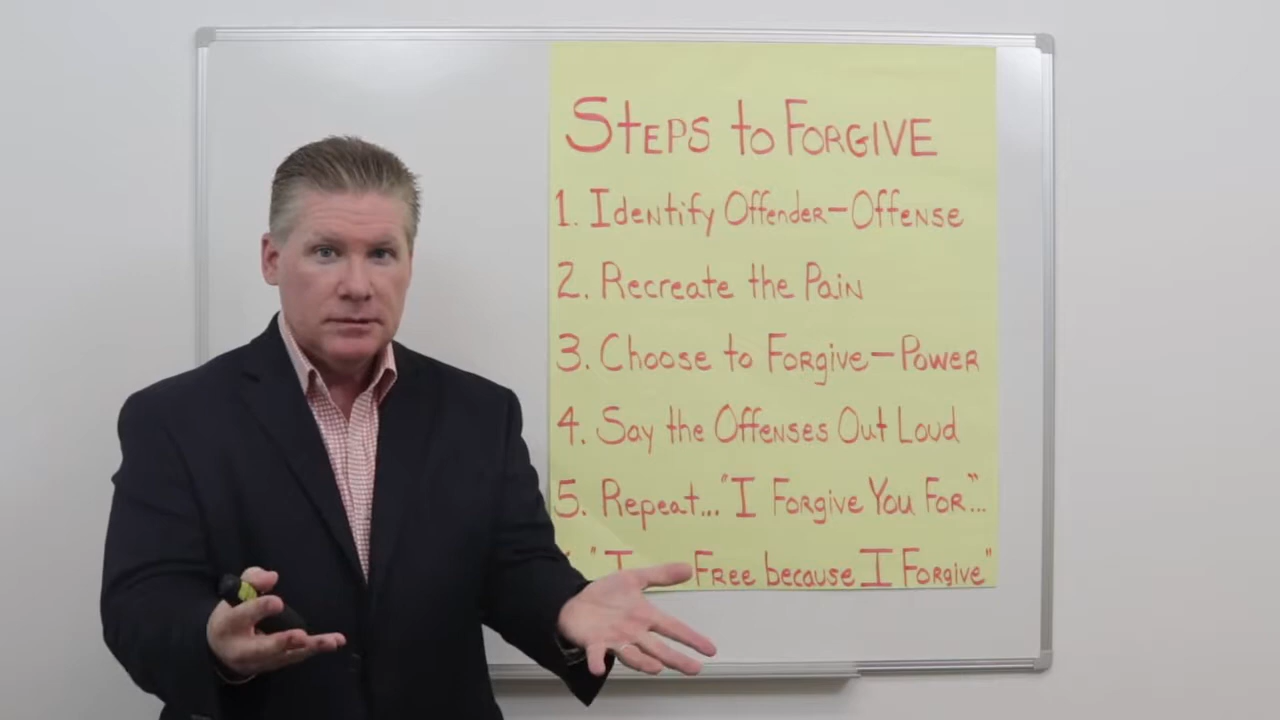 Steps to Forgive
1. Identify Offender-Offense
2. Recreate the Pain
3. Choose to Forgive-Power
4. Say the Offenses Out Loud
5. Repeat..."I Forgive You For"...
"I Free because I Forgive"